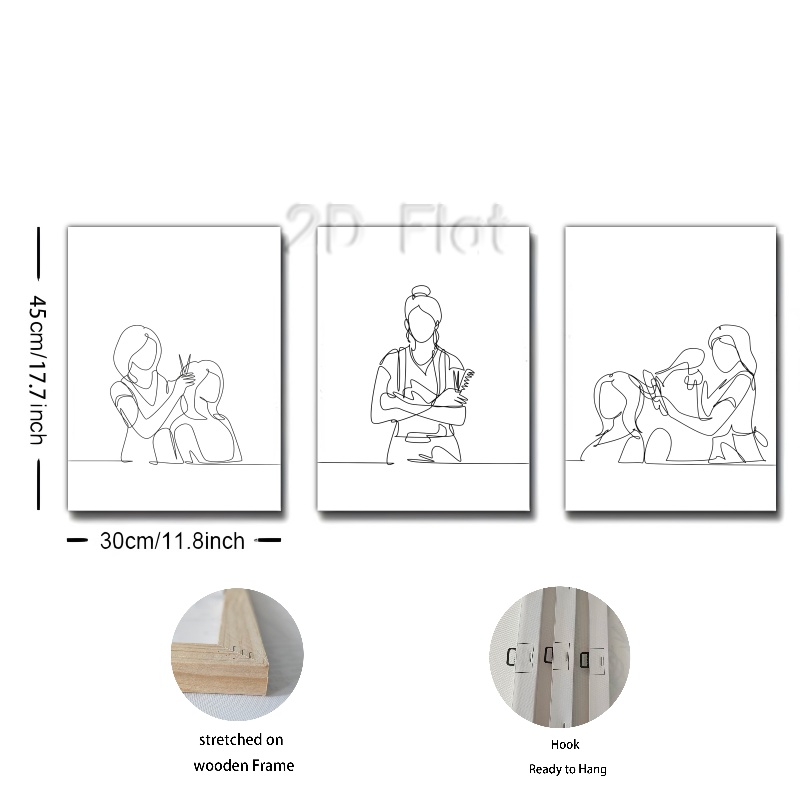 2D Flat
45cm/17.7inch
30cm/11.8inch
stretched on
wooden Frame
Hook
Ready to Hang